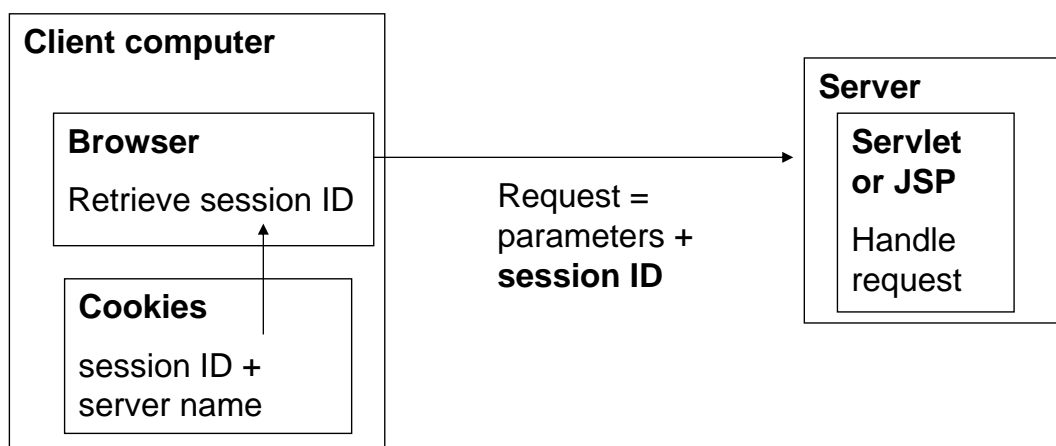 Client computer
Browser
Retrieve session ID
Cookies
session ID +
server name
Request =
parameters +
session ID
Server
Servlet
or JSP
Handle
request